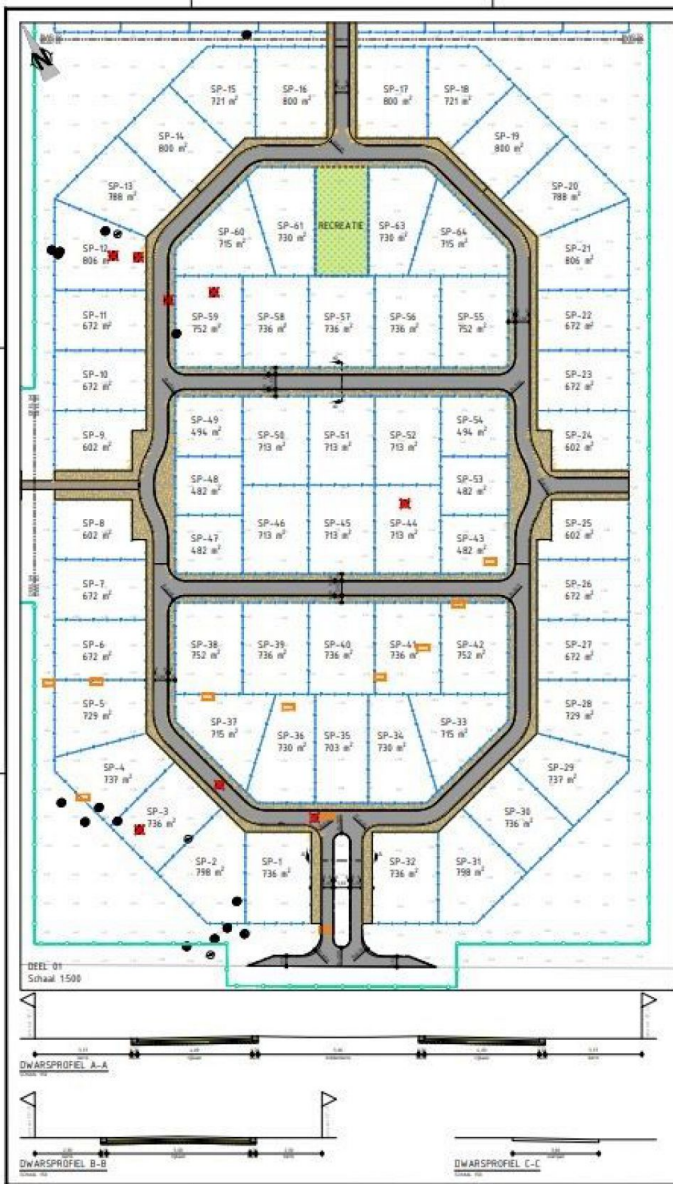 N
SP-15
721 m²
SP-16
800 m²
SP-17
800 m²
SP-18
721 m²
SP-14
800 m²
SP-19
800 m²
SP-13
788 m²
SP-20
788 m²
SP-60
715 m²
SP-61
730 m²
RECREATIE
SP-63
730 m²
SP-64
715 m²
SP-12
806 m²
SP-21
806 m²
SP-11
672 m²
SP-59
752 m²
SP-58
736 m²
SP-57
736 m²
SP-56
736 m²
SP-55
752 m²
SP-22
672 m²
SP-10
672 m²
SP-23
672 m²
SP-9
602 m²
SP-49
494 m²
SP-50
713 m²
SP-51
713 m²
SP-52
713 m²
SP-54
494 m²
SP-24
602 m²
SP-48
482 m²
SP-53
482 m²
SP-8
602 m²
SP-47
482 m²
SP-46
713 m²
SP-45
713 m²
SP-44
713 m²
SP-43
482 m²
SP-25
602 m²
SP-7
672 m²
SP-26
672 m²
SP-6
672 m²
SP-38
752 m²
SP-39
736 m²
SP-40
736 m²
SP-41
736 m²
SP-42
752 m²
SP-27
672 m²
SP-5
729 m²
SP-37
715 m²
SP-36
730 m²
SP-35
703 m²
SP-34
730 m²
SP-33
715 m²
SP-28
729 m²
SP-4
737 m²
SP-29
737 m²
SP-3
736 m²
SP-30
736 m²
SP-2
798 m²
SP-1
736 m²
SP-32
736 m²
SP-31
798 m²
DEEL 01
Schaal 1:500
DWARSPROFIEL A-A
DWARSPROFIEL B-B
DWARSPROFIEL C-C